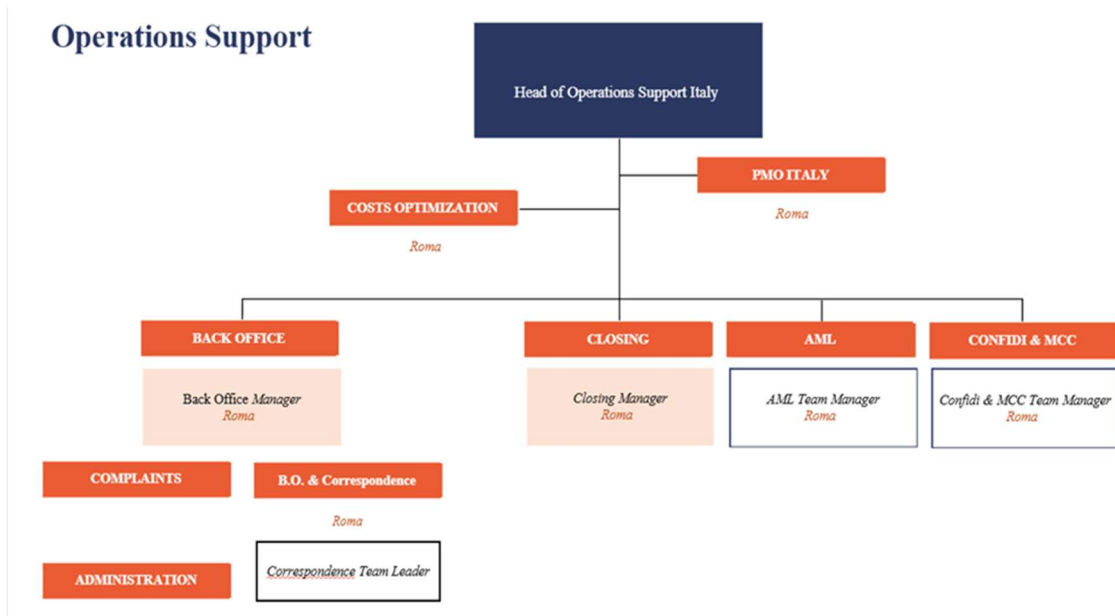 Operations Support
Head of Operations Support Italy
PMO ITALY
Roma
COSTS OPTIMIZATION
Roma
BACK OFFICE
Back Office Manager
Roma
CLOSING
Closing Manager
Roma
AML
AML Team Manager
Roma
CONFIDI & MCC
Confidi & MCC Team Manager
Roma
COMPLAINTS
B.O. & Correspondence
Roma
ADMINISTRATION
Correspondence Team Leader